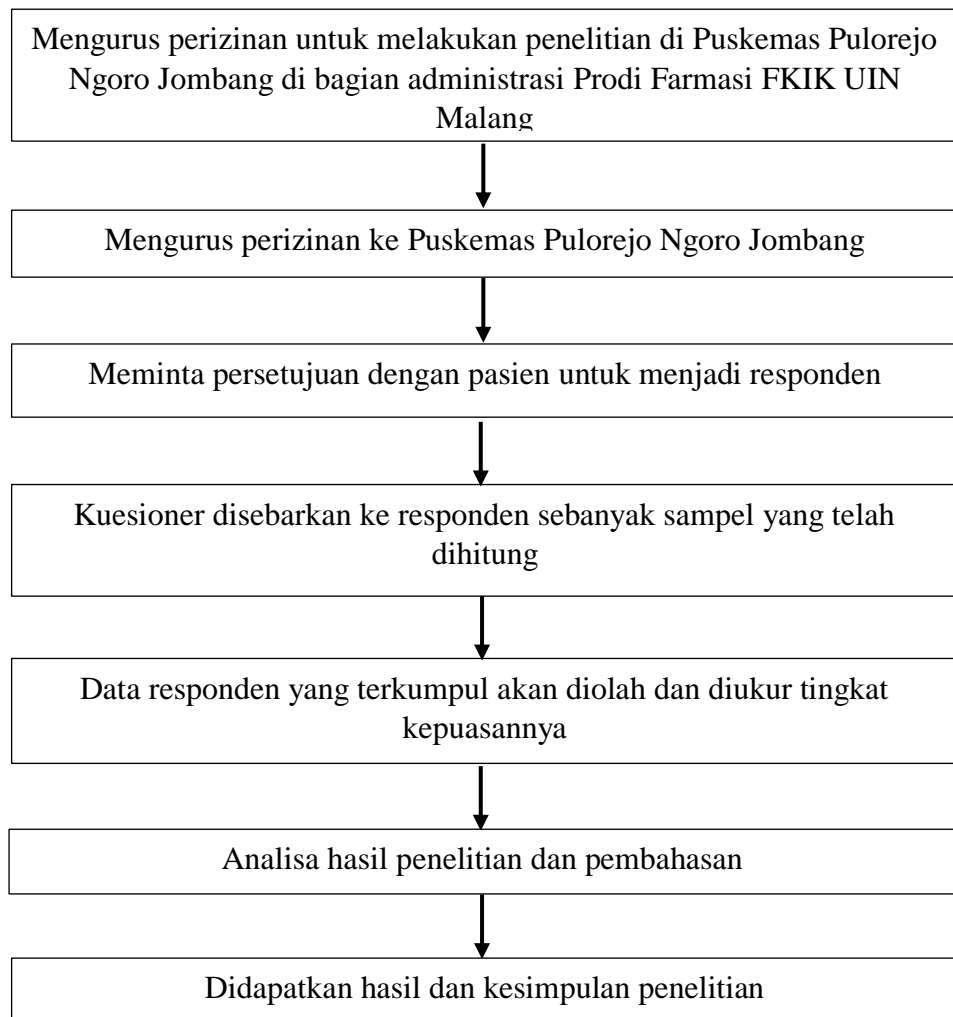 Mengurus perizinan untuk melakukan penelitian di Puskemas Pulorejo
Ngoro Jombang di bagian administrasi Prodi Farmasi FKIK UIN
Malang
Mengurus perizinan ke Puskemas Pulorejo Ngoro Jombang
Meminta persetujuan dengan pasien untuk menjadi responden
Kuesioner disebarkan ke responden sebanyak sampel yang telah
dihitung
Data responden yang terkumpul akan diolah dan diukur tingkat
kepuasannya
Analisa hasil penelitian dan pembahasan
Didapatkan hasil dan kesimpulan penelitian